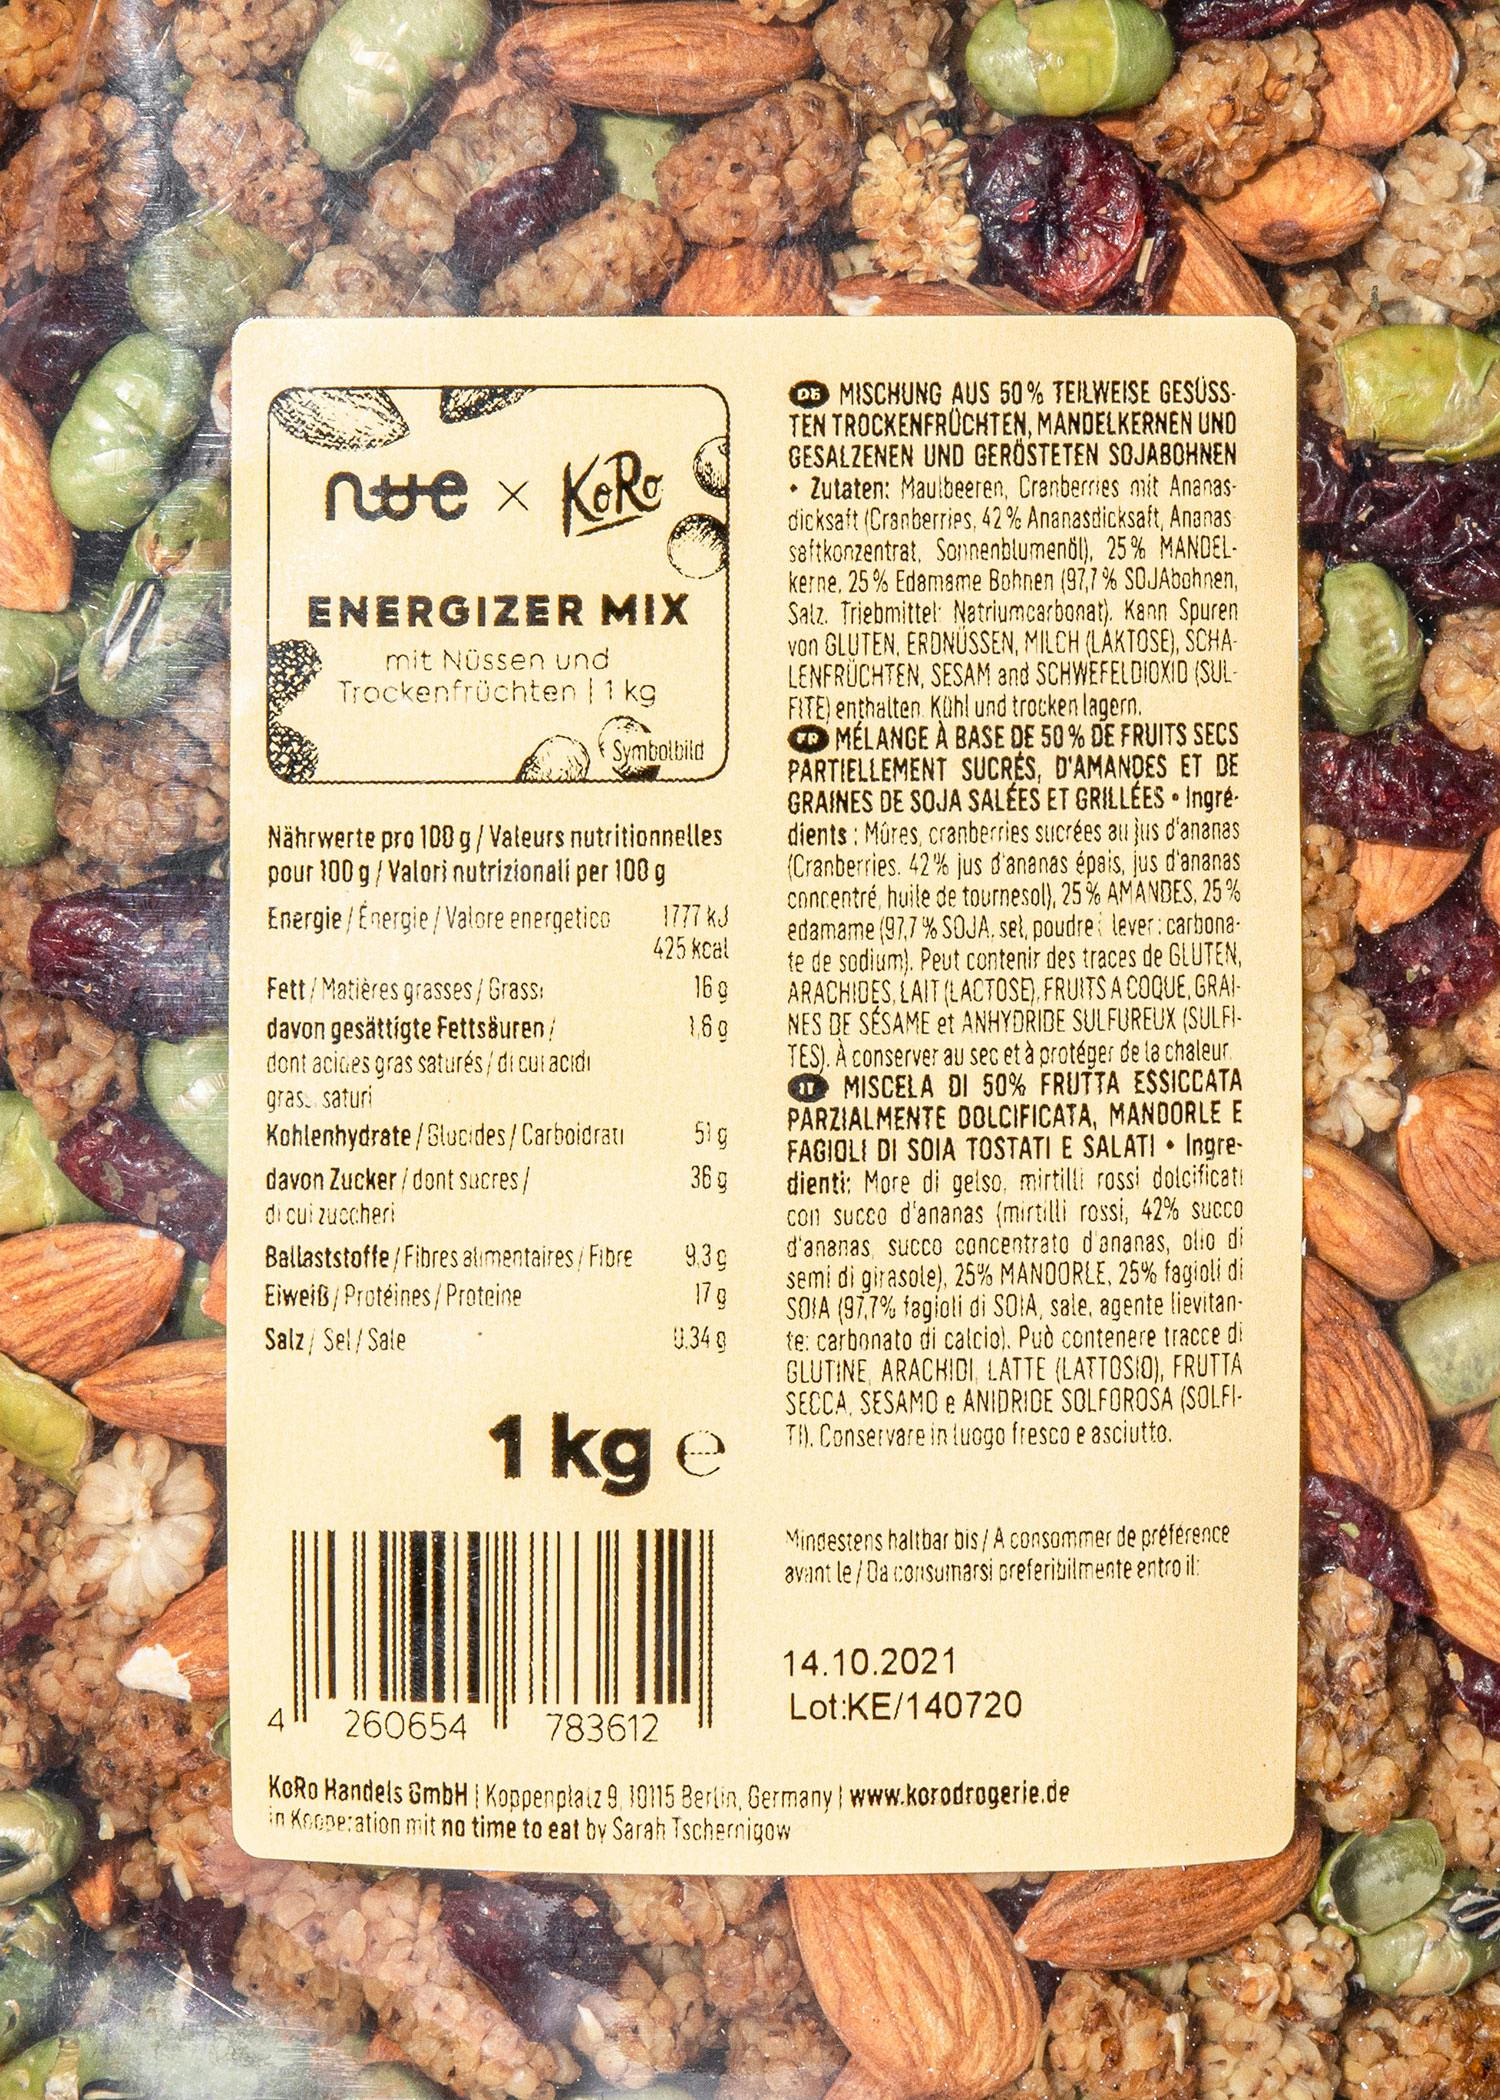 nute x KoRo
ENERGIZER MIX
mit Nüssen und
Trockenfrüchten | 1 kg
Symbolbild
Nährwerte pro 100 g / Valeurs nutritionnelles
pour 100 g / Valori nutrizionali per 100 g
Energie / Énergie / Valore energetico 1777 kJ
425 kcal
Fett / Matières grasses / Grassi 16 g
davon gesättigte Fettsäuren / 1,6 g
dont acides gras saturés / di cui acidi
grassi saturi
Kohlenhydrate / Glucides / Carboidrati 51 g
davon Zucker / dont sucres / 36 g
di cui zuccheri
Ballaststoffe / Fibres alimentaires / Fibre 9,3 g
Eiweiß / Protéines / Proteine 17 g
Salz / Sel / Sale 0.34 g
1 kg ℮
4 260654 783612
DE MISCHUNG AUS 50 % TEILWEISE GESÜSS-
TEN TROCKENFRÜCHTEN, MANDELKERNEN UND
GESALZENEN UND GERÖSTETEN SOJABOHNEN
• Zutaten: Maulbeeren, Cranberries mit Ananas-
dicksaft (Cranberries, 42 % Ananasdicksaft, Ananas
saftkonzentrat, Sonnenblumenöl), 25 % MANDEL-
kerne, 25 % Edamame Bohnen (97,7 % SOJAbohnen,
Salz, Triebmittel: Natriumcarbonat). Kann Spuren
von GLUTEN, ERDNÜSSEN, MILCH (LAKTOSE), SCHA-
LENFRÜCHTEN, SESAM and SCHWEFELDIOXID (SUL-
FITE) enthalten. Kühl und trocken lagern.
FR MÉLANGE À BASE DE 50 % DE FRUITS SECS
PARTIELLEMENT SUCRÉS, D'AMANDES ET DE
GRAINES DE SOJA SALÉES ET GRILLÉES • Ingré-
dients : Mûres, cranberries sucrées au jus d'ananas
(Cranberries. 42 % jus d'ananas épais, jus d'ananas
concentré, huile de tournesol), 25 % AMANDES, 25 %
edamame (97,7 % SOJA, sel, poudre lever : carbona-
te de sodium). Peut contenir des traces de GLUTEN,
ARACHIDES, LAIT (LACTOSE), FRUITS A COQUE, GRAI-
NES DE SÉSAME et ANHYDRIDE SULFUREUX (SULFI-
TES). À conserver au sec et à protéger de la chaleur.
IT MISCELA DI 50% FRUTTA ESSICCATA
PARZIALMENTE DOLCIFICATA, MANDORLE E
FAGIOLI DI SOIA TOSTATI E SALATI • Ingre-
dienti: More di gelso, mirtilli rossi dolcificati
con succo d'ananas (mirtilli rossi, 42% succo
d'ananas, succo concentrato d'ananas, olio di
semi di girasole), 25% MANDORLE, 25% fagioli di
SOIA (97,7% fagioli di SOIA, sale, agente lievitan-
te: carbonato di calcio). Può contenere tracce di
GLUTINE, ARACHIDI, LATTE (LATTOSIO), FRUTTA
SECCA, SESAMO e ANIDRIDE SOLFOROSA (SOLFI-
TI). Conservare in luogo fresco e asciutto.
Mindestens haltbar bis / A consommer de préférence
avant le / Da consumarsi preferibilmente entro il:
14.10.2021
Lot:KE/140720
KoRo Handels GmbH | Koppenplatz 9, 10115 Berlin, Germany | www.korodrogerie.de
in Kooperation mit no time to eat by Sarah Tschernigow